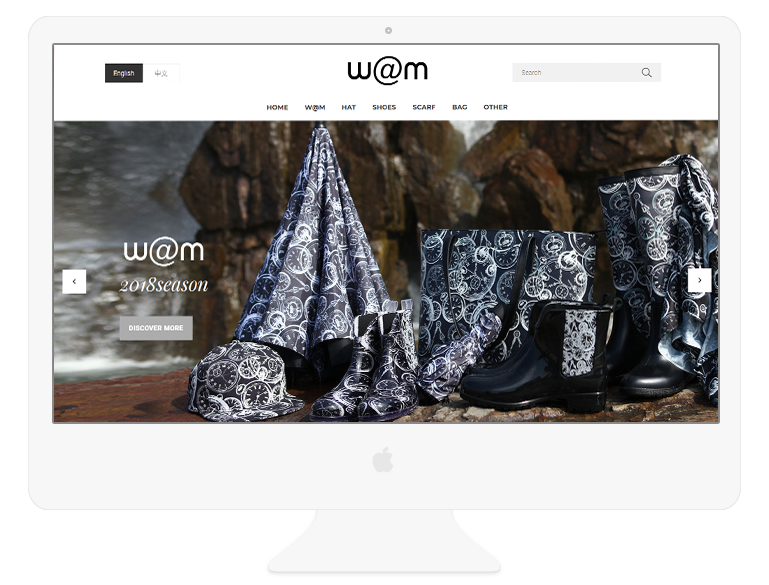 English
中文
w@m
Search
HOME
W@M
HAT
SHOES
SCARF
BAG
OTHER
w@m
2018season
DISCOVER MORE